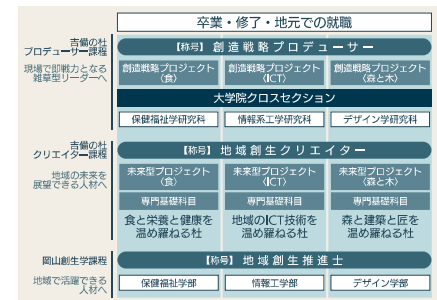 卒業・修了・地元での就職
吉備の杜
プロデューサー課程
現場で即戦力となる
雑草型リーダーへ
【称号】創造戦略プロデューサー
創造戦略プロジェクト
〈食〉
創造戦略プロジェクト
〈ICT〉
創造戦略プロジェクト
〈森と木〉
大学院クロスセクション
保健福祉学研究科
情報系工学研究科
デザイン学研究科
吉備の杜
クリエイター課程
地域の未来を
展望できる人材へ
【称号】地域創生クリエイター
未来型プロジェクト
〈食〉
未来型プロジェクト
〈ICT〉
未来型プロジェクト
〈森と木〉
専門基礎科目
専門基礎科目
専門基礎科目
食と栄養と健康を
温め羅ねる杜
地域のICT技術を
温め羅ねる杜
森と建築と匠を
温め羅ねる杜
岡山創生学課程
地域で活躍できる
人材へ
【称号】地域創生推進士
保健福祉学部
情報工学部
デザイン学部